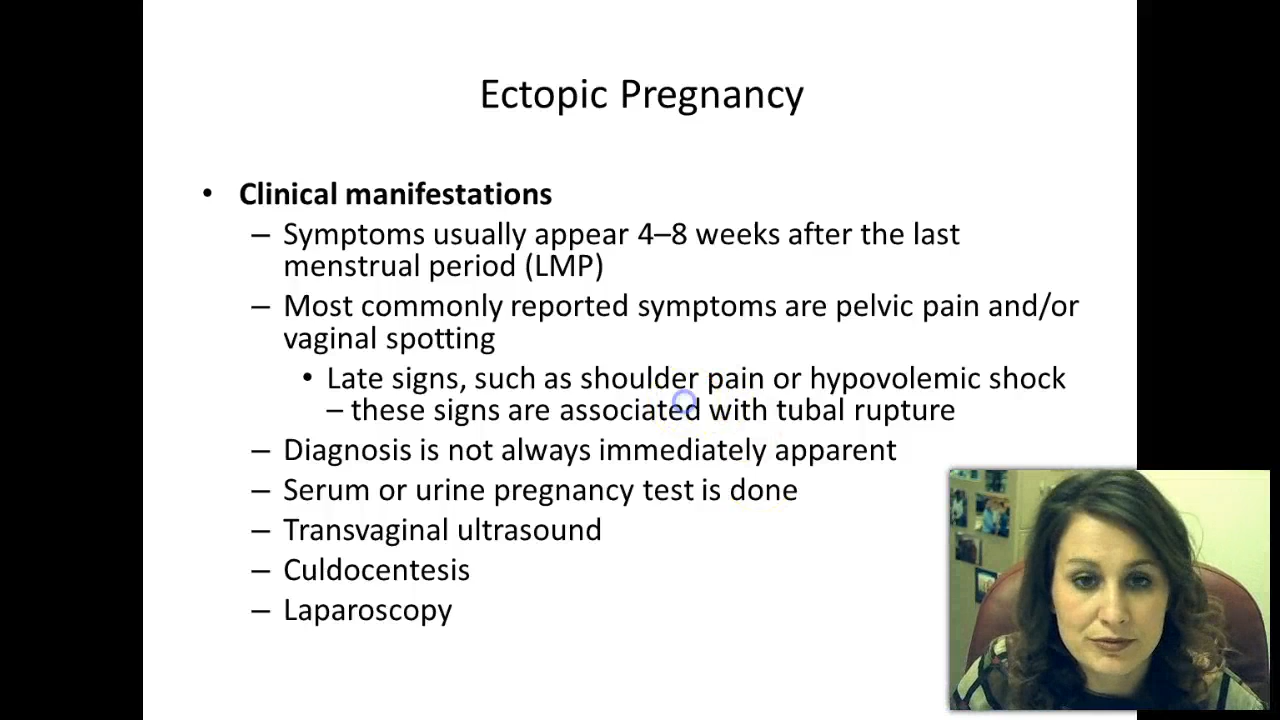 Ectopic Pregnancy
• Clinical manifestations
– Symptoms usually appear 4–8 weeks after the last
menstrual period (LMP)
– Most commonly reported symptoms are pelvic pain and/or
vaginal spotting
• Late signs, such as shoulder pain or hypovolemic shock
– these signs are associated with tubal rupture
– Diagnosis is not always immediately apparent
– Serum or urine pregnancy test is done
– Transvaginal ultrasound
– Culdocentesis
– Laparoscopy